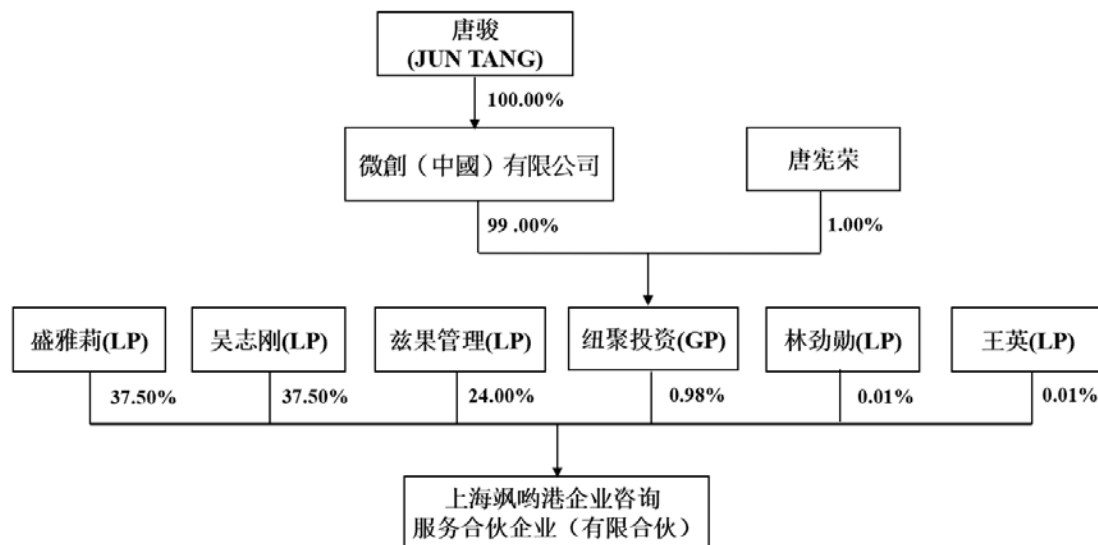 唐骏
(JUN TANG)
100.00%
微創（中國）有限公司
唐宪荣
99 .00%
1.00%
盛雅莉(LP)
吴志刚(LP)
兹果管理(LP)
纽聚投资(GP)
林劲勋(LP)
王英(LP)
37.50%
37.50%
24.00%
0.98%
0.01%
0.01%
上海飒哟港企业咨询
服务合伙企业（有限合伙）